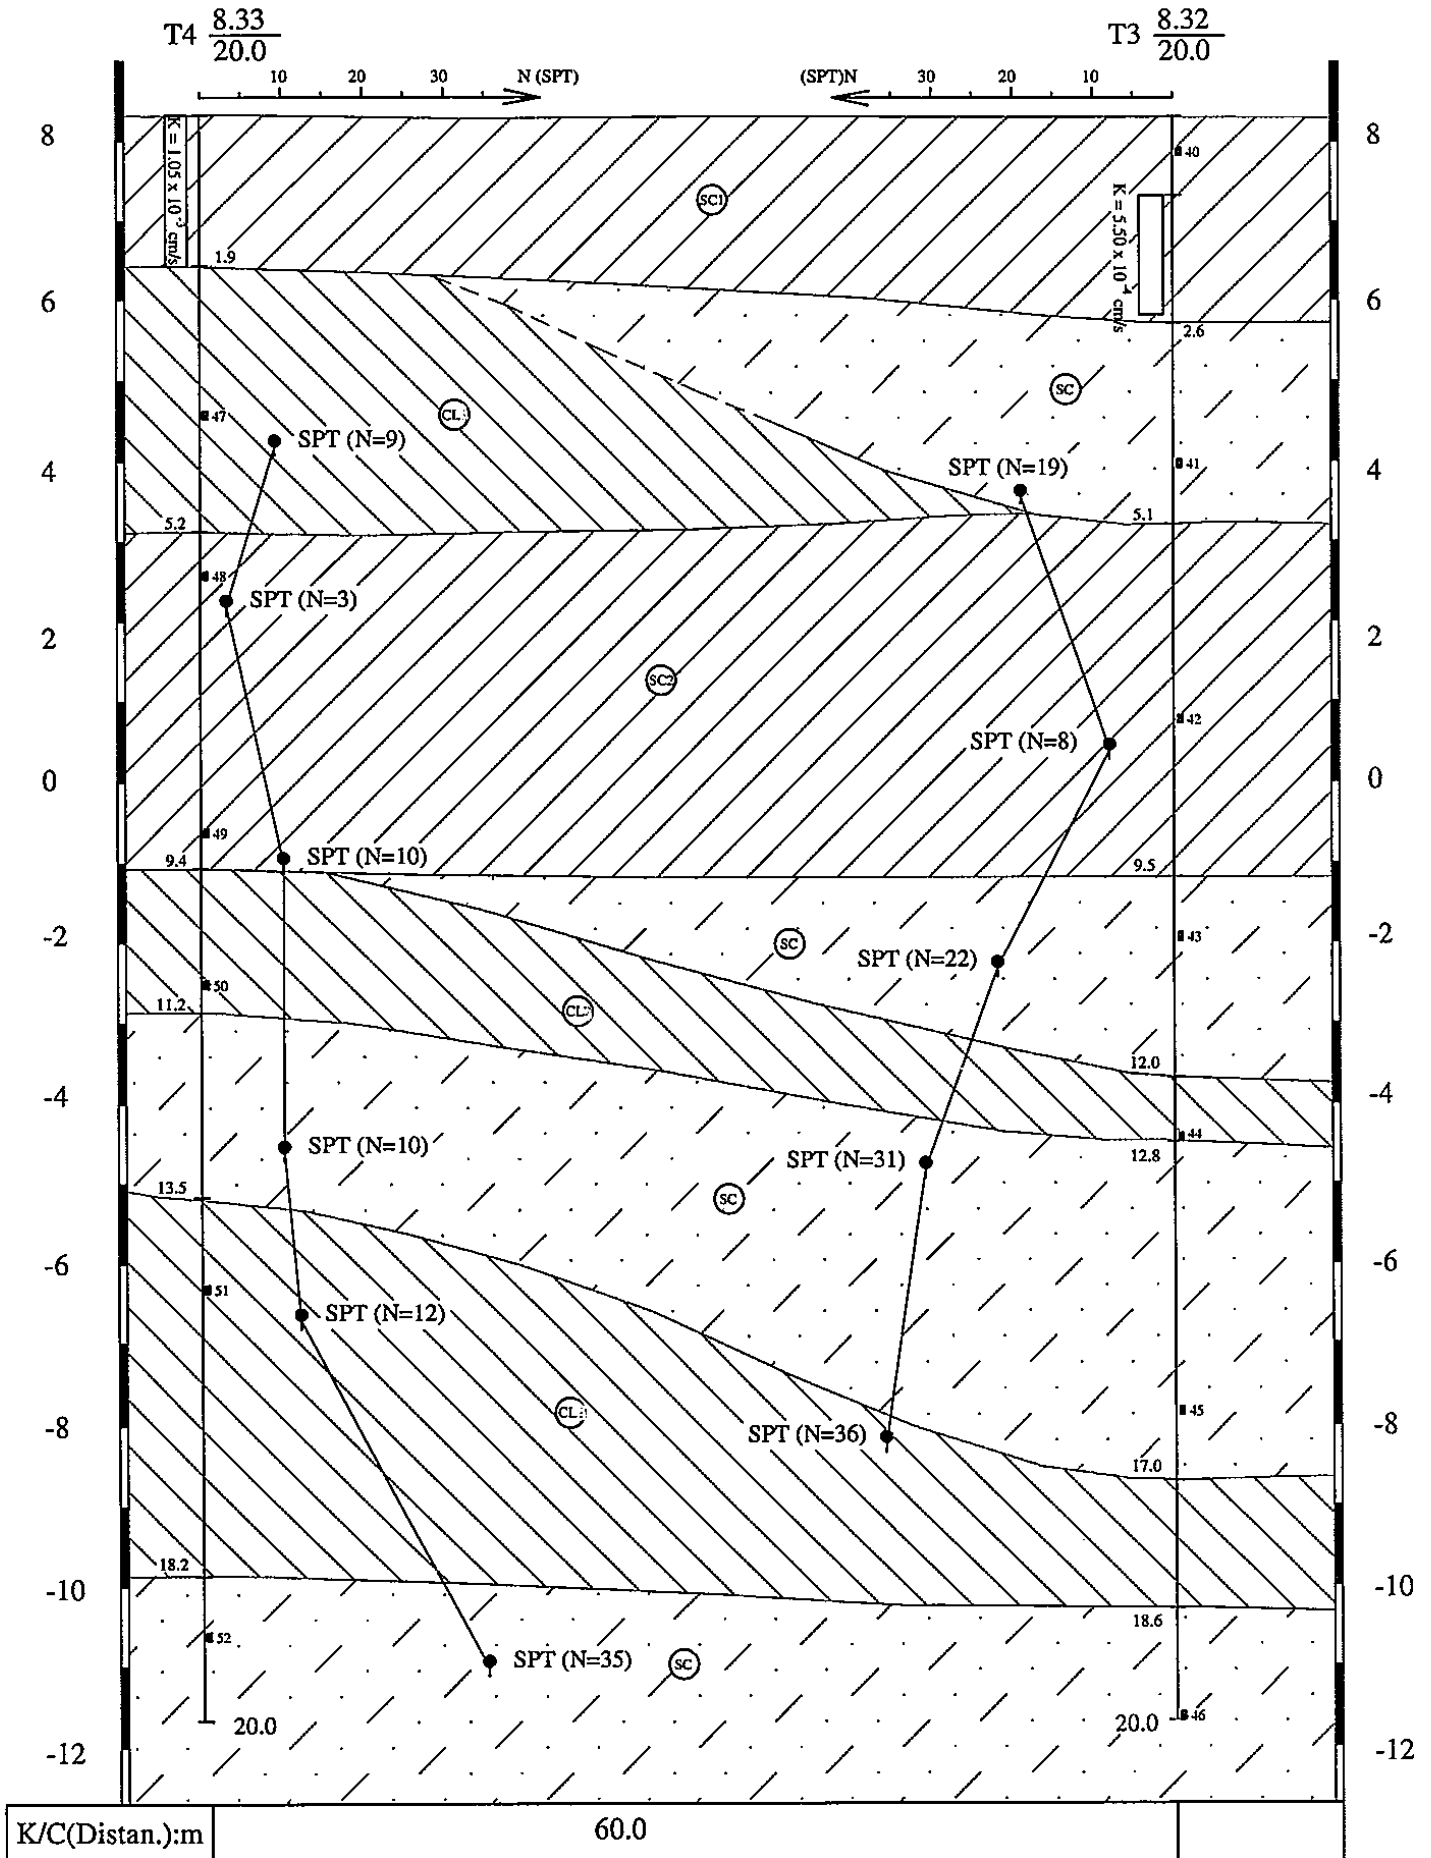 T4 8.33
20.0
T3 8.32
20.0
10 20 30 N (SPT)
(SPT)N 30 20 10
8
8
K = 1.05 x 10⁻³ cm/s
40
SC1
K = 5.50 x 10⁻⁴ cm/s
1.9
6
6
2.6
SC
47
CL
SPT (N=9)
4
SPT (N=19)
41
4
5.2
5.1
48
SPT (N=3)
2
2
SC2
42
SPT (N=8)
0
0
49
9.4
SPT (N=10)
9.5
-2
SC
43
-2
SPT (N=22)
50
11.2
CL
12.0
-4
-4
44
SPT (N=10)
SPT (N=31)
12.8
13.5
SC
-6
-6
51
SPT (N=12)
CL
45
-8
SPT (N=36)
-8
17.0
18.2
-10
-10
18.6
52
SPT (N=35)
SC
20.0
20.0
46
-12
-12
K/C(Distan.):m
60.0